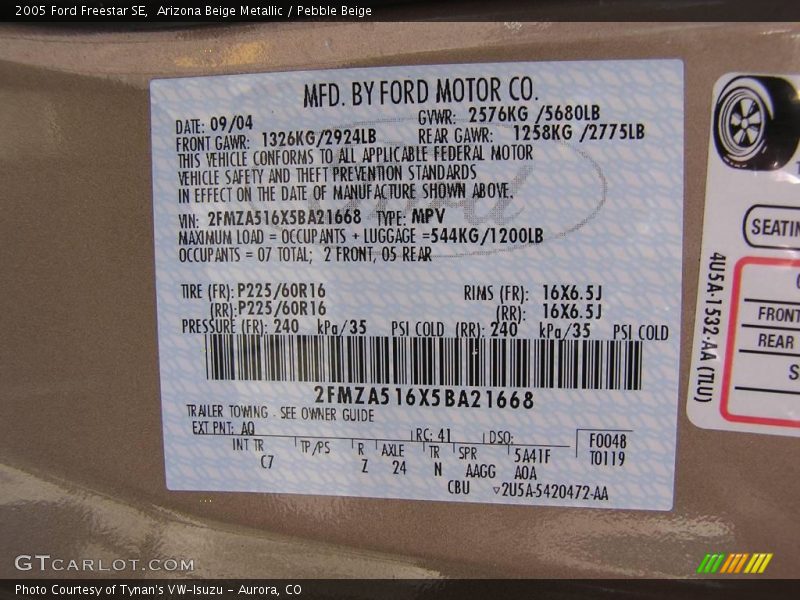 2005 Ford Freestar SE,  Arizona Beige Metallic / Pebble Beige
MFD. BY FORD MOTOR CO.
DATE: 09/04 GVWR: 2576KG /5680LB
FRONT GAWR: 1326KG/2924LB REAR GAWR: 1258KG /2775LB
THIS VEHICLE CONFORMS TO ALL APPLICABLE FEDERAL MOTOR
VEHICLE SAFETY AND THEFT PREVENTION STANDARDS
IN EFFECT ON THE DATE OF MANUFACTURE SHOWN ABOVE.
VIN: 2FMZA516X5BA21668 TYPE: MPV
MAXIMUM LOAD = OCCUPANTS + LUGGAGE =544KG/1200LB
OCCUPANTS = 07 TOTAL; 2 FRONT, 05 REAR
TIRE (FR): P225/60R16 RIMS (FR): 16X6.5J
(RR): P225/60R16 (RR): 16X6.5J
PRESSURE (FR): 240 kPa/35 PSI COLD (RR): 240 kPa/35 PSI COLD
2FMZA516X5BA21668
TRAILER TOWING - SEE OWNER GUIDE
EXT PNT: AQ RC: 41 DSO: F0048
INT TR TP/PS R AXLE TR SPR 5A41F T0119
C7 Z 24 N AAGG A0A
CBU 2U5A-5420472-AA
SEATIN
FRONT
REAR
S
4U5A-1532-AA (TLU)
GTCARLOT.COM
Photo Courtesy of Tynan's VW-Isuzu - Aurora, CO